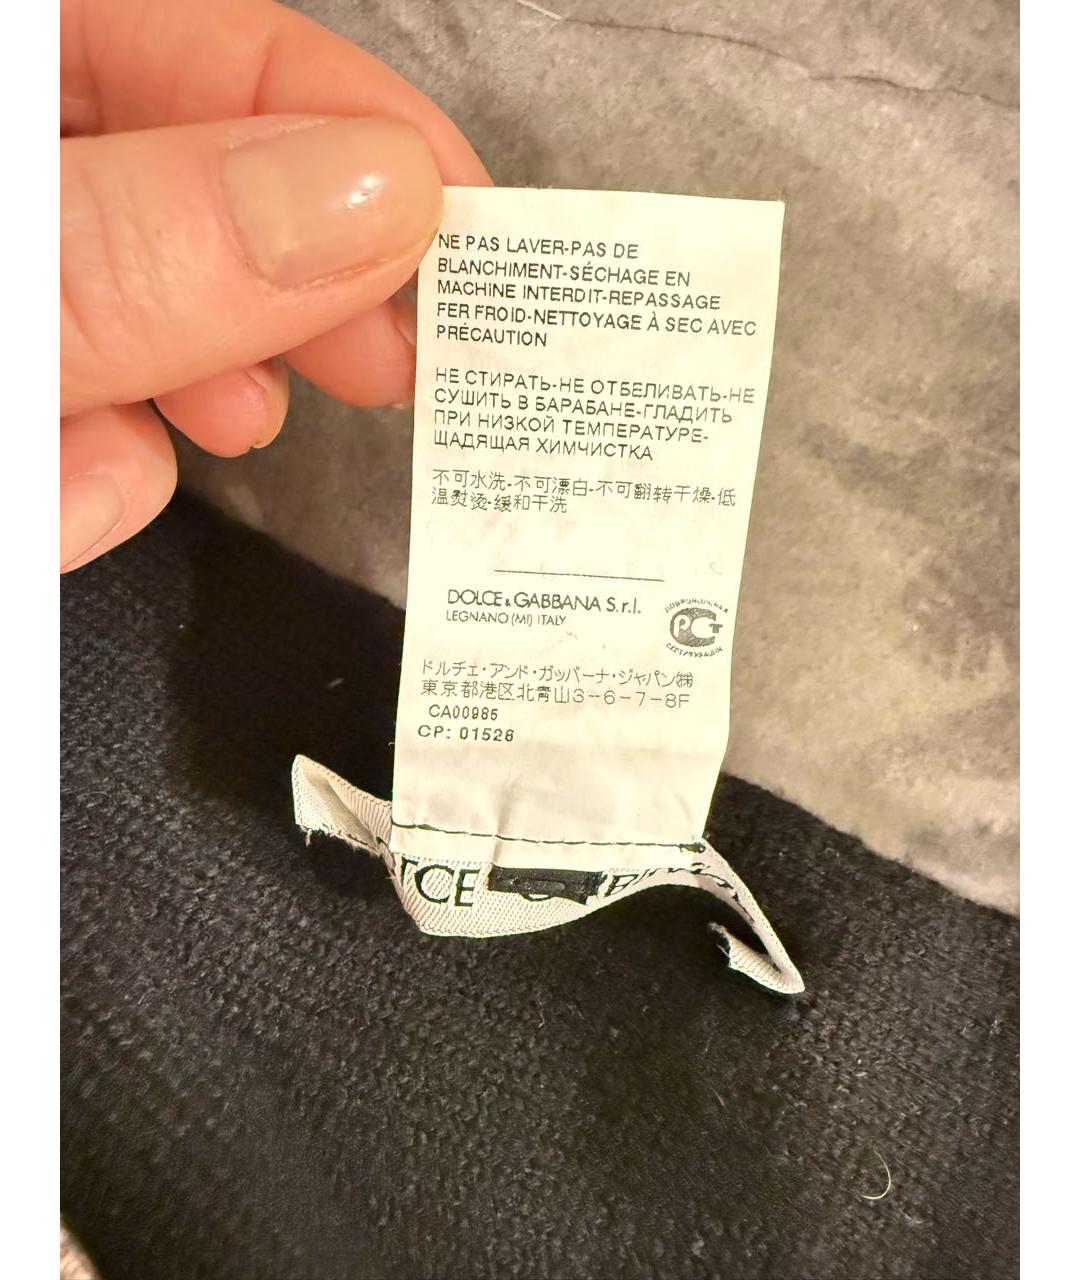 NE PAS LAVER-PAS DE
BLANCHIMENT-SÉCHAGE EN
MACHINE INTERDIT-REPASSAGE
FER FROID-NETTOYAGE À SEC AVEC
PRÉCAUTION
НЕ СТИРАТЬ-НЕ ОТБЕЛИВАТЬ-НЕ
СУШИТЬ В БАРАБАНЕ-ГЛАДИТЬ
ПРИ НИЗКОЙ ТЕМПЕРАТУРЕ-
ЩАДЯЩАЯ ХИМЧИСТКА
不可水洗-不可漂白-不可翻转干燥-低
温熨烫-缓和干洗
DOLCE & GABBANA S.r.l.
LEGNANO (MI) ITALY
ДОБРОВОЛЬНАЯ
РСТ
СЕРТИФИКАЦИЯ
ドルチェ・アンド・ガッバーナ・ジャパン㈱
東京都港区北青山3-6-7-8F
CA00985
CP: 01526